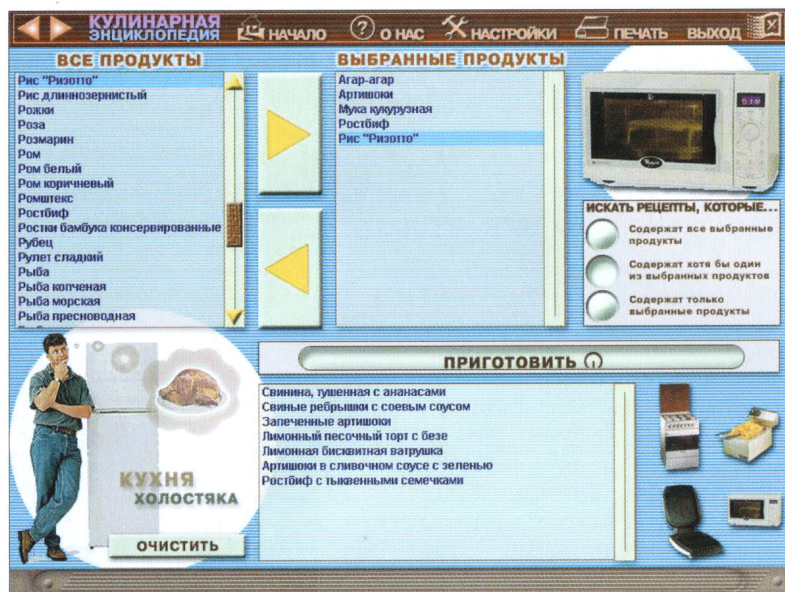 КУЛИНАРНАЯ
ЭНЦИКЛОПЕДИЯ
НАЧАЛО
О НАС
НАСТРОЙКИ
ПЕЧАТЬ
ВЫХОД
ВСЕ ПРОДУКТЫ
Рис "Ризотто"
Рис длиннозернистый
Рожки
Роза
Розмарин
Ром
Ром белый
Ром коричневый
Ромштекс
Ростбиф
Ростки бамбука консервированные
Рубец
Рулет сладкий
Рыба
Рыба копченая
Рыба морская
Рыба пресноводная
ВЫБРАННЫЕ ПРОДУКТЫ
Агар-агар
Артишоки
Мука кукурузная
Ростбиф
Рис "Ризотто"
ИСКАТЬ РЕЦЕПТЫ, КОТОРЫЕ...
Содержат все выбранные
продукты
Содержат хотя бы один
из выбранных продуктов
Содержат только
выбранные продукты
ПРИГОТОВИТЬ
Свинина, тушенная с ананасами
Свиные ребрышки с соевым соусом
Запеченные артишоки
Лимонный песочный торт с безе
Лимонная бисквитная ватрушка
Артишоки в сливочном соусе с зеленью
Ростбиф с тыквенными семечками
КУХНЯ
ХОЛОСТЯКА
ОЧИСТИТЬ